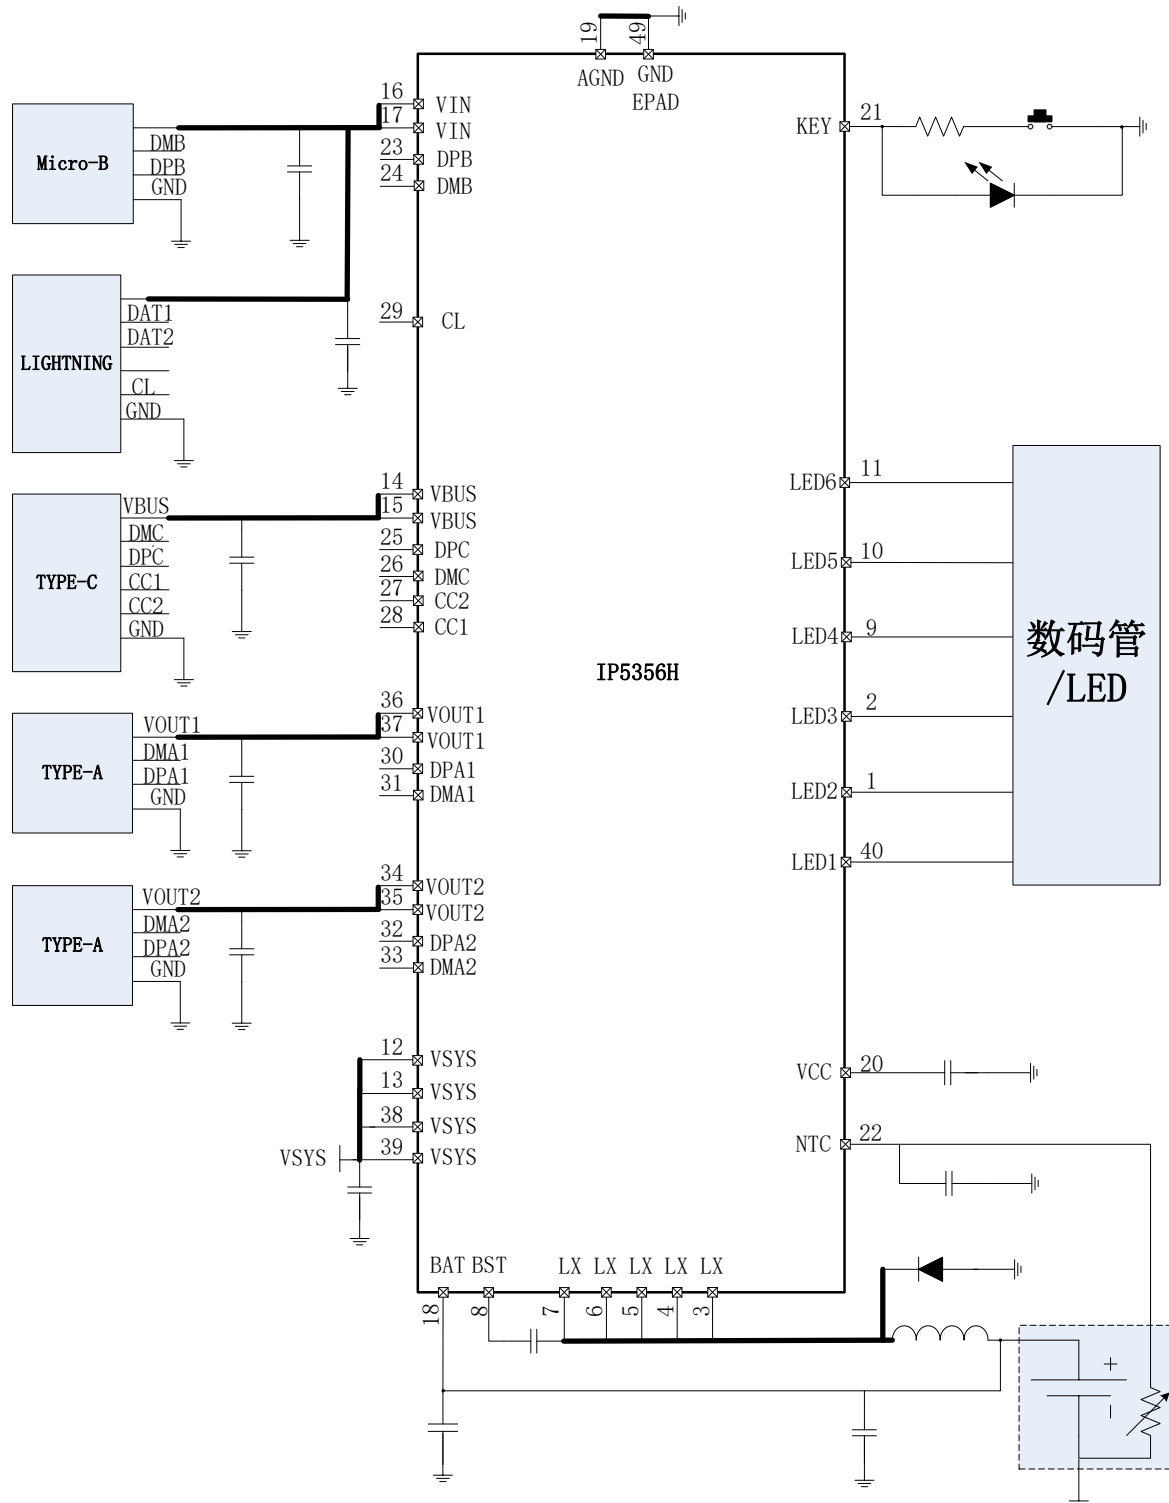 19
49
AGND
GND
EPAD
Micro-B
DMB
DPB
GND
16
VIN
17
VIN
23
DPB
24
DMB
KEY
21
LIGHTNING
DAT1
DAT2
CL
GND
29
CL
TYPE-C
VBUS
DMC
DPC
CC1
CC2
GND
14
VBUS
15
VBUS
25
DPC
26
DMC
27
CC2
28
CC1
IP5356H
LED6
11
LED5
10
LED4
9
LED3
2
LED2
1
LED1
40
数码管
/LED
TYPE-A
VOUT1
DMA1
DPA1
GND
36
VOUT1
37
VOUT1
30
DPA1
31
DMA1
TYPE-A
VOUT2
DMA2
DPA2
GND
34
VOUT2
35
VOUT2
32
DPA2
33
DMA2
12
VSYS
13
VSYS
38
VSYS
VSYS
39
VSYS
VCC
20
NTC
22
BAT
BST
LX
LX
LX
LX
LX
18
8
7
6
5
4
3
+
−